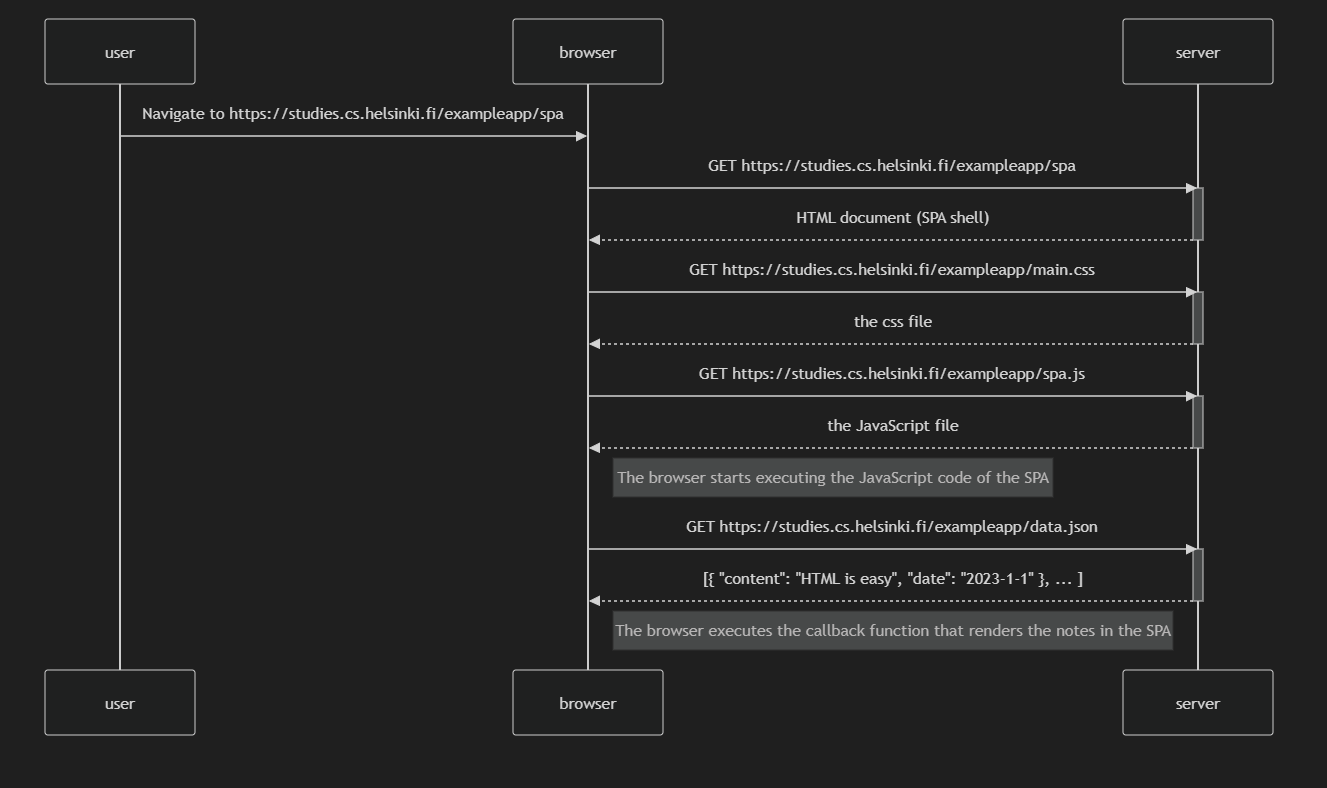 user
browser
server
Navigate to https://studies.cs.helsinki.fi/exampleapp/spa
GET https://studies.cs.helsinki.fi/exampleapp/spa
HTML document (SPA shell)
GET https://studies.cs.helsinki.fi/exampleapp/main.css
the css file
GET https://studies.cs.helsinki.fi/exampleapp/spa.js
the JavaScript file
The browser starts executing the JavaScript code of the SPA
GET https://studies.cs.helsinki.fi/exampleapp/data.json
[{ "content": "HTML is easy", "date": "2023-1-1" }, ... ]
The browser executes the callback function that renders the notes in the SPA
user
browser
server